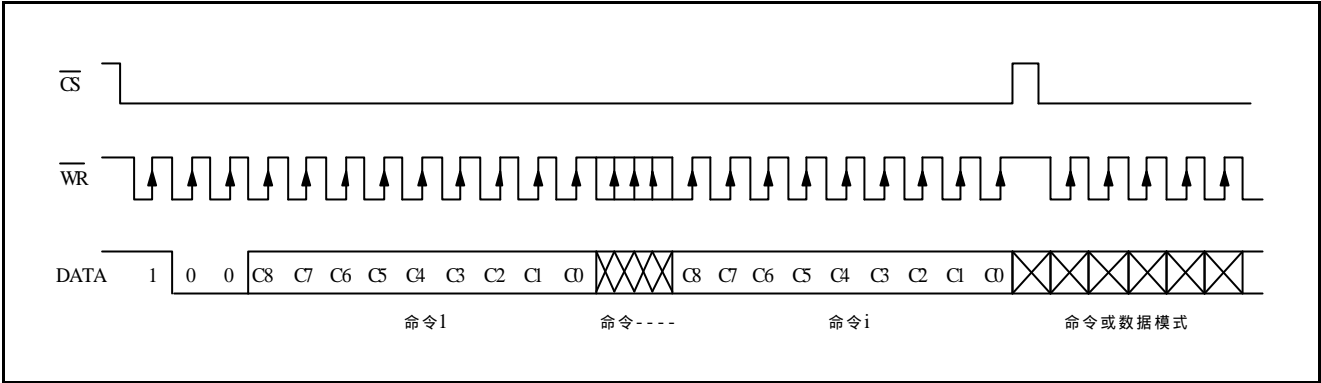 CS
WR
DATA 1 0 0 C8 C7 C6 C5 C4 C3 C2 C1 C0 C8 C7 C6 C5 C4 C3 C2 C1 C0
命令1 命令---- 命令i 命令或数据模式